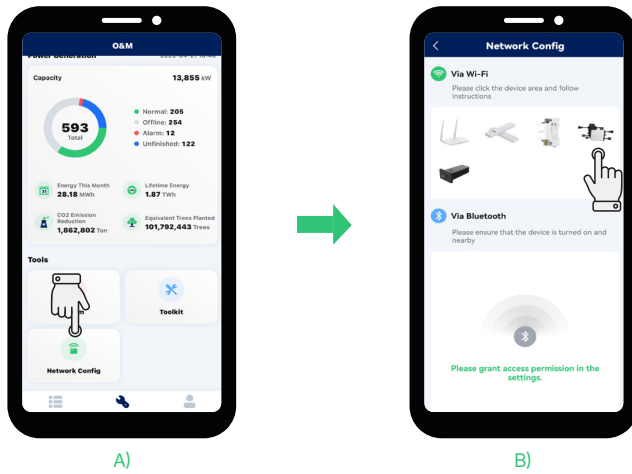 O&M
Capacity
13,855 kW
593
Total
Normal: 205
Offline: 254
Alarm: 12
Unfinished: 122
Energy This Month
28.18 MWh
Lifetime Energy
1.87 TWh
CO2 Emission
Reduction
1,862,802 Ton
Equivalent Trees Planted
101,792,443 Trees
Tools
Toolkit
Network Config
A)
Network Config
Via Wi-Fi
Please click the device area and follow
instructions
Via Bluetooth
Please ensure that the device is turned on and
nearby
Please grant access permission in the
settings.
B)